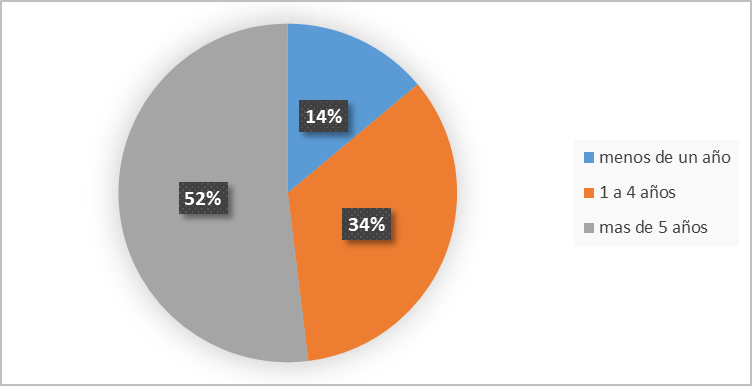 14%
34%
52%
menos de un año
1 a 4 años
mas de 5 años